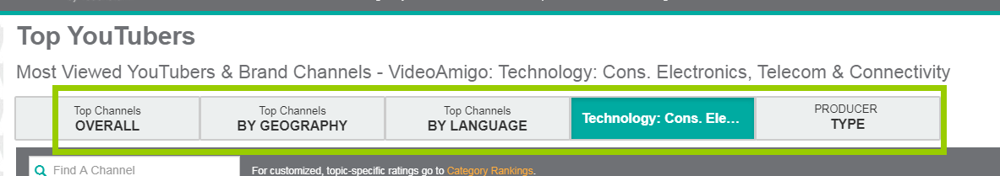 Top YouTubers
Most Viewed YouTubers & Brand Channels - VideoAmigo: Technology: Cons. Electronics, Telecom & Connectivity
Top Channels
OVERALL
Top Channels
BY GEOGRAPHY
Top Channels
BY LANGUAGE
Technology: Cons. Ele...
PRODUCER
TYPE
Find A Channel
For customized, topic-specific ratings go to Category Rankings.